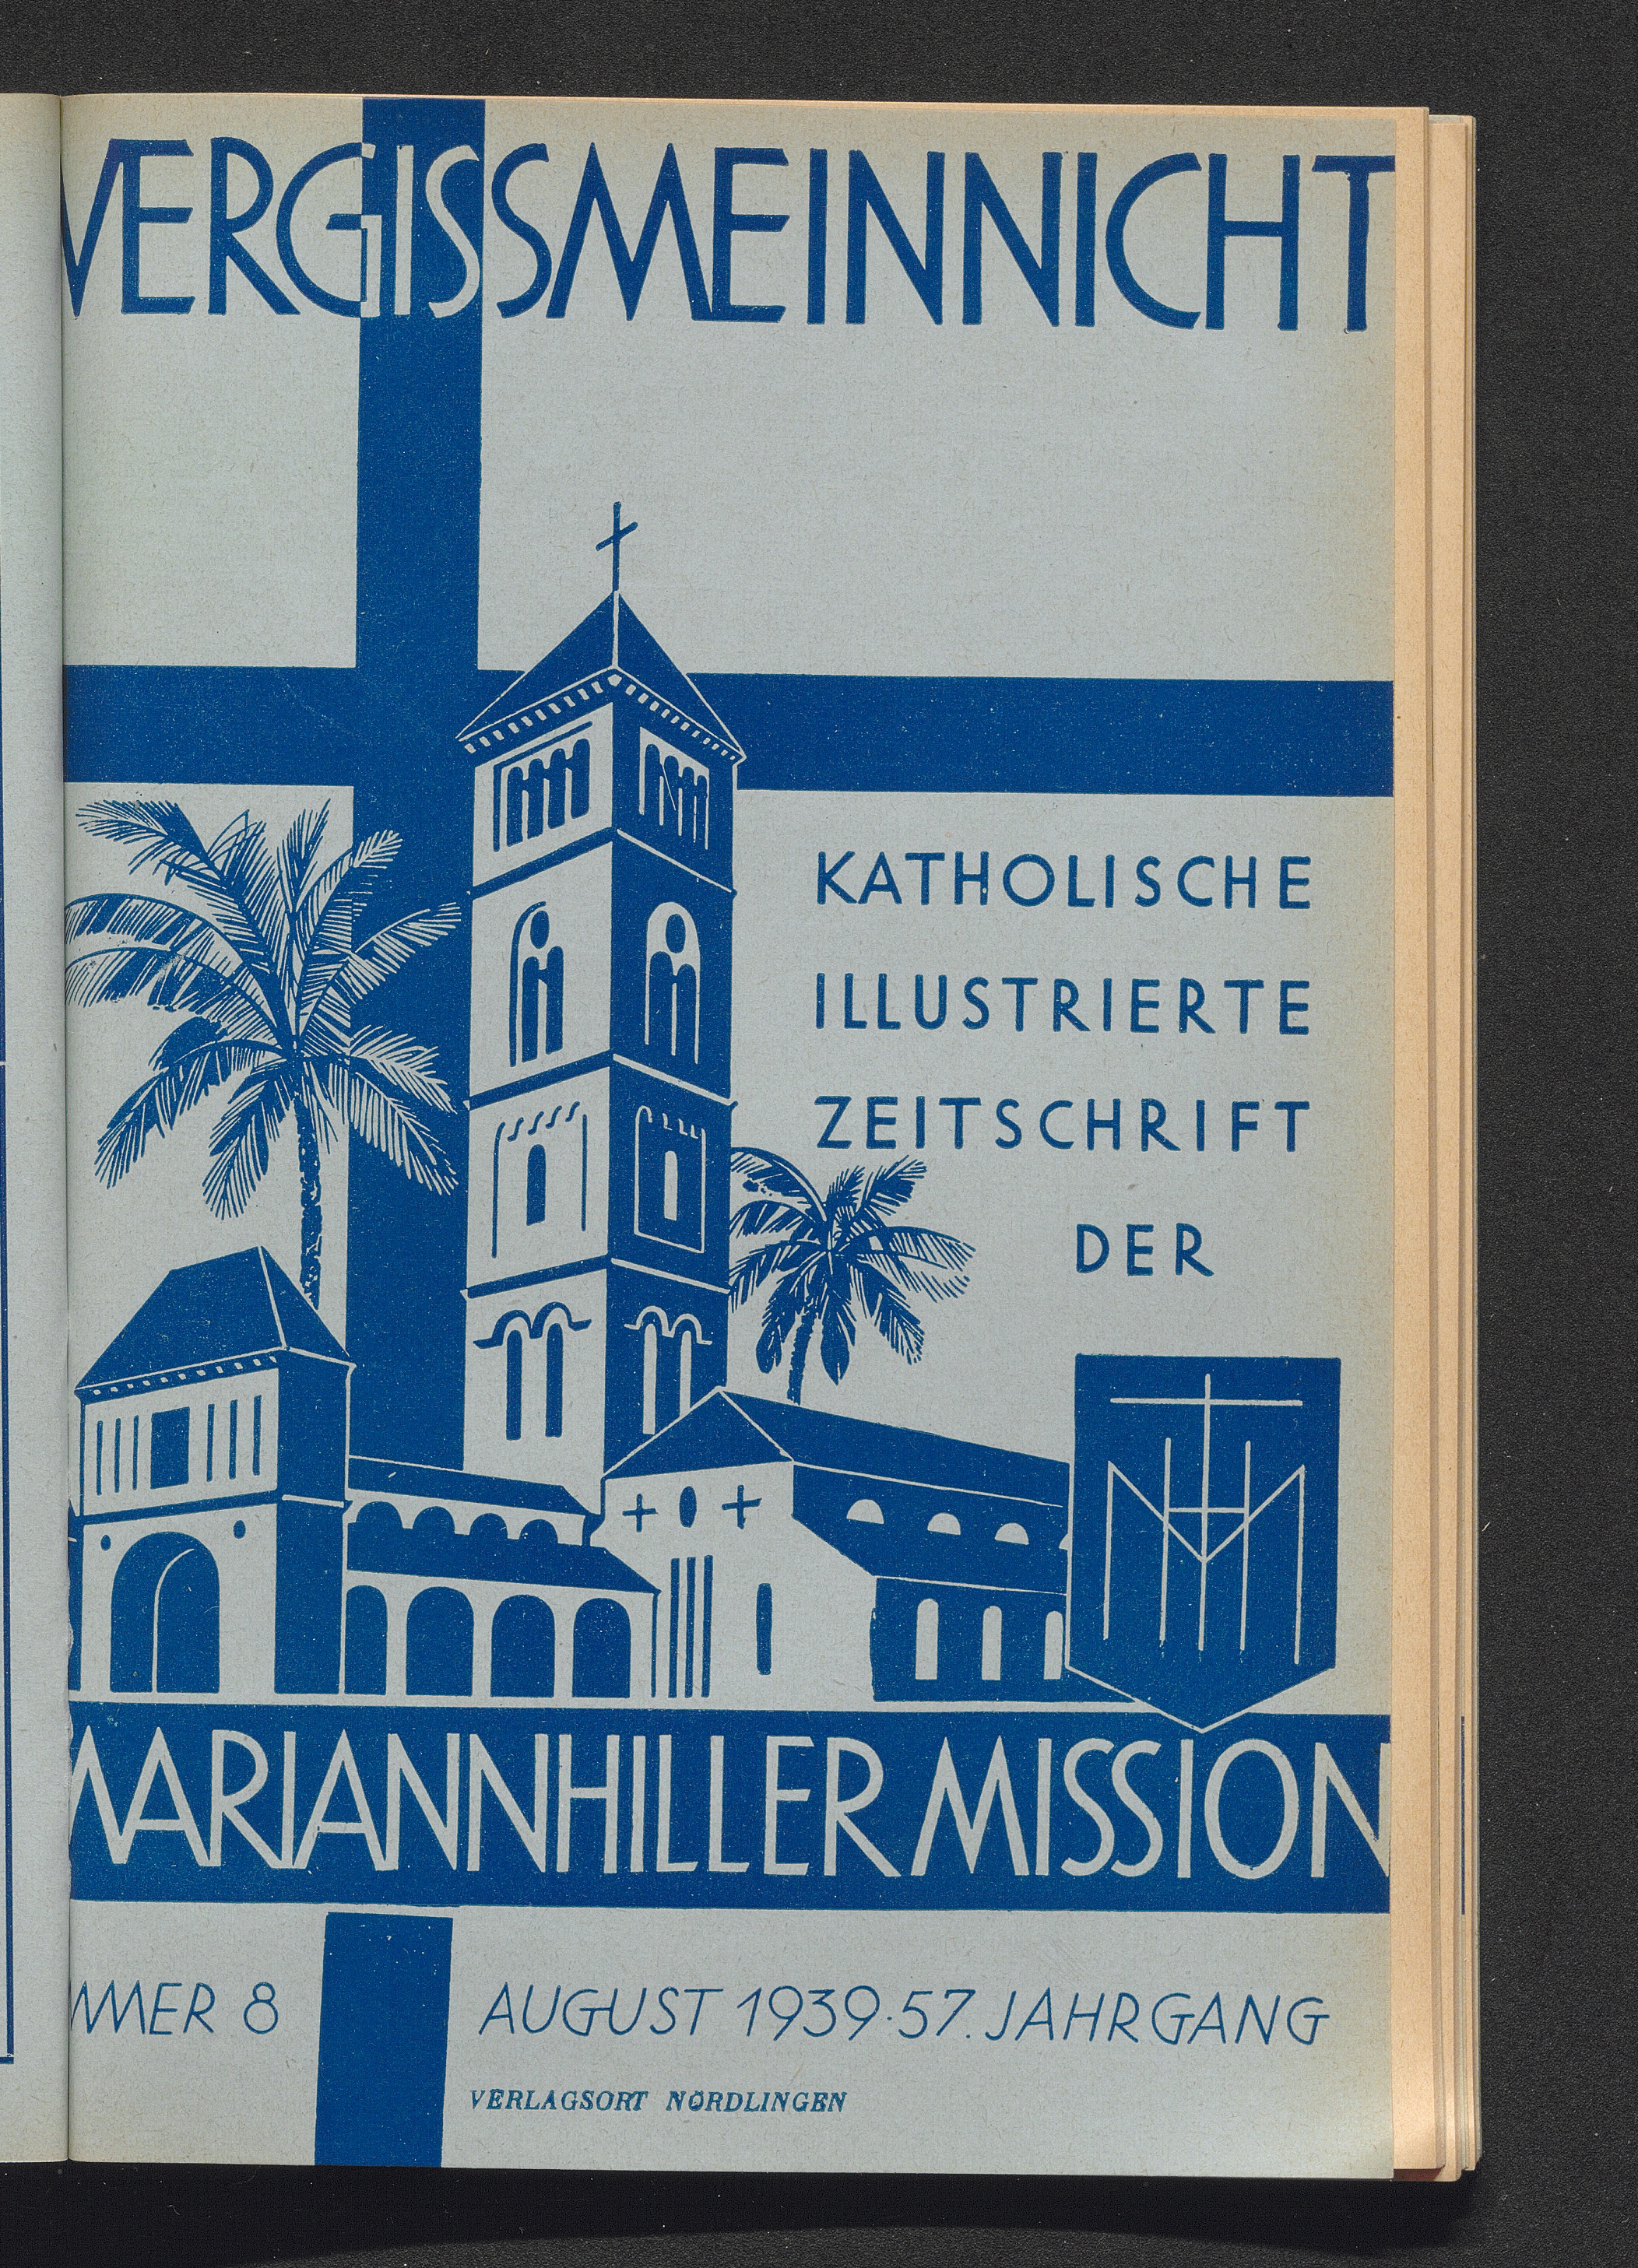 VERGISSMEINNICHT
KATHOLISCHE
ILLUSTRIERTE
ZEITSCHRIFT
DER
MARIANNHILLER MISSION
MMER 8
AUGUST 1939·57. JAHRGANG
VERLAGSORT NÖRDLINGEN